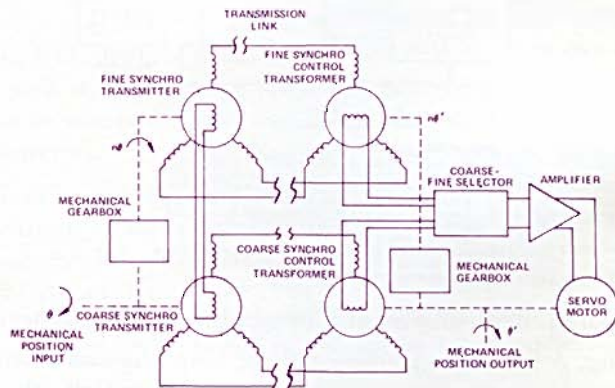 TRANSMISSION
LINK
FINE SYNCHRO
TRANSMITTER
FINE SYNCHRO
CONTROL
TRANSFORMER
nθ
nθ'
MECHANICAL
GEARBOX
COARSE-
FINE SELECTOR
AMPLIFIER
COARSE SYNCHRO
CONTROL
TRANSFORMER
MECHANICAL
GEARBOX
θ
COARSE SYNCHRO
TRANSMITTER
MECHANICAL
POSITION
INPUT
SERVO
MOTOR
θ'
MECHANICAL
POSITION OUTPUT